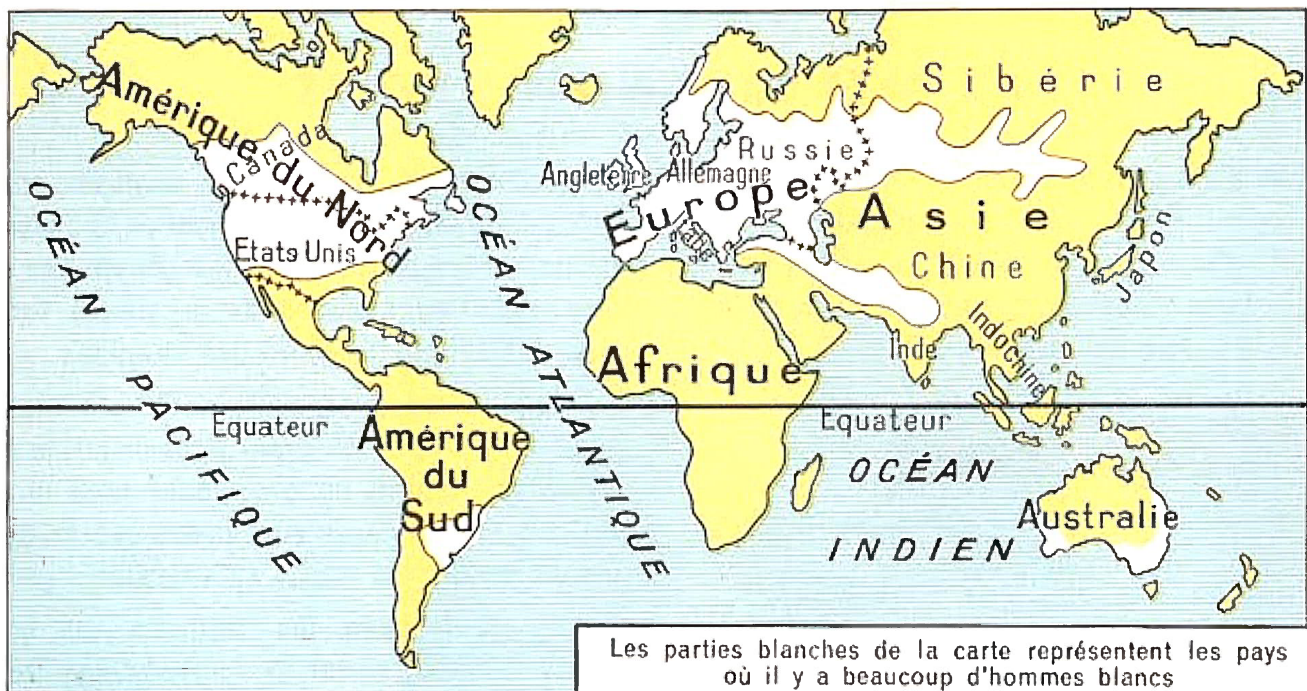 Amérique du Nord
Canada
Etats Unis
OCÉAN PACIFIQUE
OCÉAN ATLANTIQUE
Angleterre
Allemagne
Russie
Europe
Italie
Sibérie
Asie
Chine
Japon
Indochine
Inde
Afrique
Equateur
Equateur
Amérique
du
Sud
OCÉAN
INDIEN
Australie
Les parties blanches de la carte représentent les pays
où il y a beaucoup d'hommes blancs